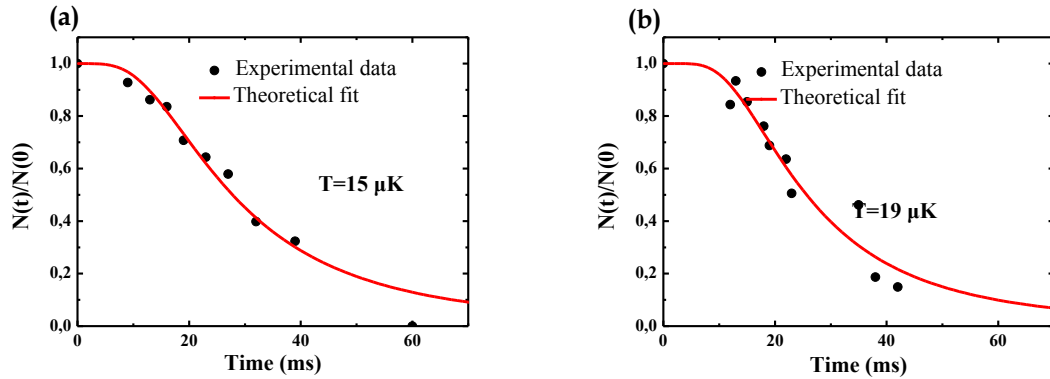 (a)
1,0
0,8
0,6
0,4
0,2
0,0
N(t)/N(0)
Experimental data
Theoretical fit
T=15 μK
0 20 40 60
Time (ms)
(b)
1,0
0,8
0,6
0,4
0,2
0,0
N(t)/N(0)
Experimental data
Theoretical fit
T=19 μK
0 20 40 60
Time (ms)